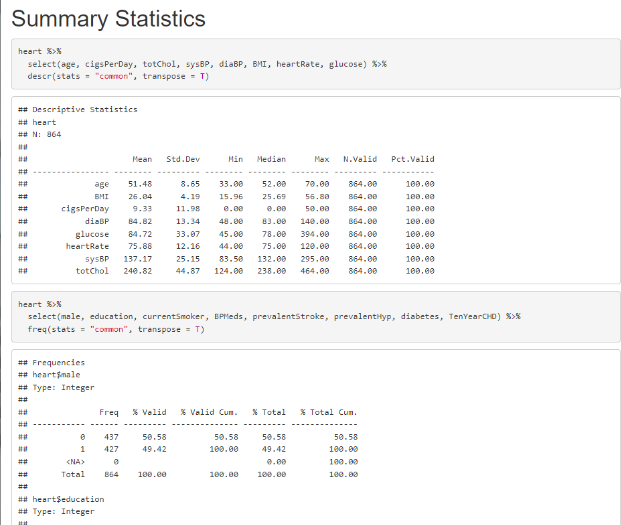 Summary Statistics
heart %>%
  select(age, cigsPerDay, totChol, sysBP, diaBP, BMI, heartRate, glucose) %>%
  descr(stats = "common", transpose = T)
## Descriptive Statistics
## heart
## N: 864
##
##                     Mean   Std.Dev      Min   Median      Max   N.Valid   Pct.Valid
## ---------------- -------- --------- -------- -------- -------- --------- -----------
##              age    51.48      8.65    33.00    52.00    70.00    864.00      100.00
##              BMI    26.04      4.19    15.96    25.69    56.80    864.00      100.00
##       cigsPerDay     9.33     11.98     0.00     0.00    50.00    864.00      100.00
##            diaBP    84.82     13.34    48.00    83.00   140.00    864.00      100.00
##          glucose    84.72     33.07    45.00    78.00   394.00    864.00      100.00
##        heartRate    75.88     12.16    44.00    75.00   120.00    864.00      100.00
##            sysBP   137.17     25.15    83.50   132.00   295.00    864.00      100.00
##          totChol   240.82     44.87   124.00   238.00   464.00    864.00      100.00
heart %>%
  select(male, education, currentSmoker, BPMeds, prevalentStroke, prevalentHyp, diabetes, TenYearCHD) %>%
  freq(stats = "common", transpose = T)
## Frequencies
## heart$male
## Type: Integer
##
##               Freq   % Valid   % Valid Cum.   % Total   % Total Cum.
## ----------- ------ --------- -------------- --------- --------------
##           0    437     50.58          50.58     50.58          50.58
##           1    427     49.42         100.00     49.42         100.00
##        <NA>      0                               0.00         100.00
##       Total    864    100.00         100.00    100.00         100.00
##
## heart$education
## Type: Integer
##